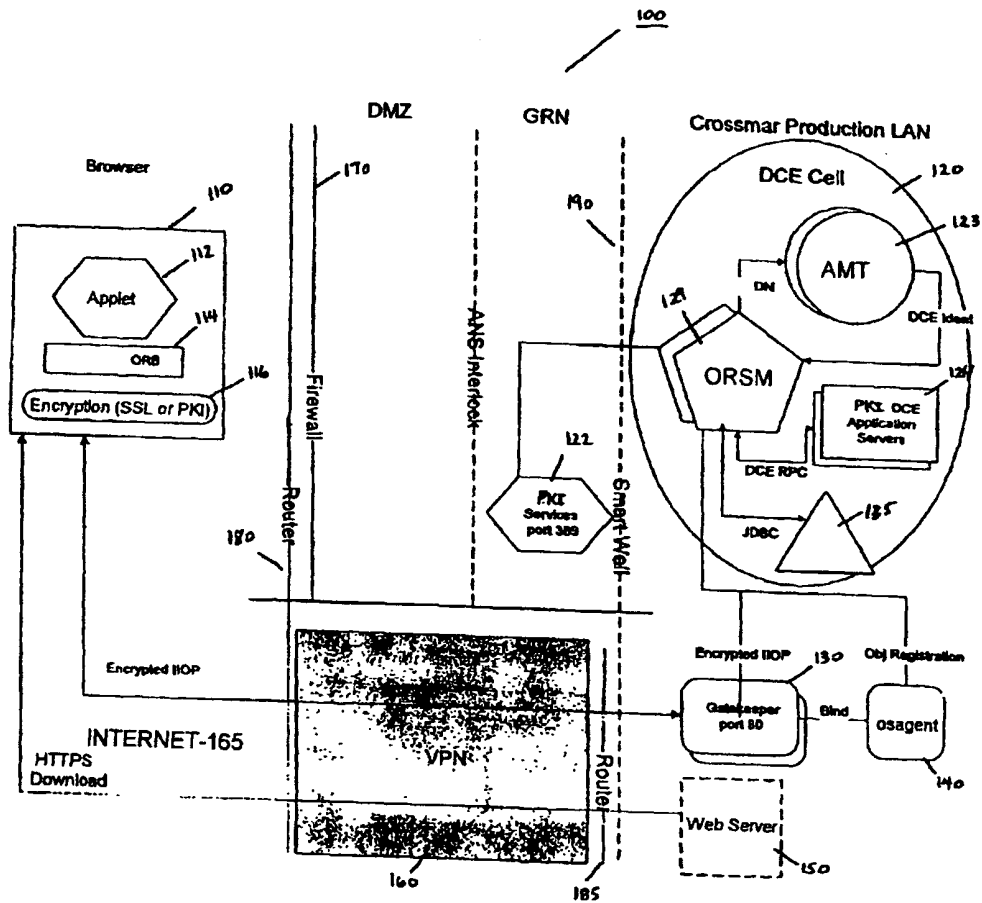 100
DMZ
GRN
Crossmar Production LAN
Browser
110
170
DCE Cell
120
190
123
112
Applet
AMT
DN
129
114
ORB
ANS Interlock
DCE Ident
116
Encryption (SSL or PKI)
Firewall
ORSM
PKI DCE
Application
Servers
122
DCE RPC
PKI
Services
port 389
Smart Wall
Router
135
JDBC
180
Encrypted IIOP
Encrypted IIOP
130
Obj Registration
Gatekeeper
port 80
Bind
osagent
INTERNET-165
HTTPS
Download
VPN
Router
140
Web Server
160
185
150